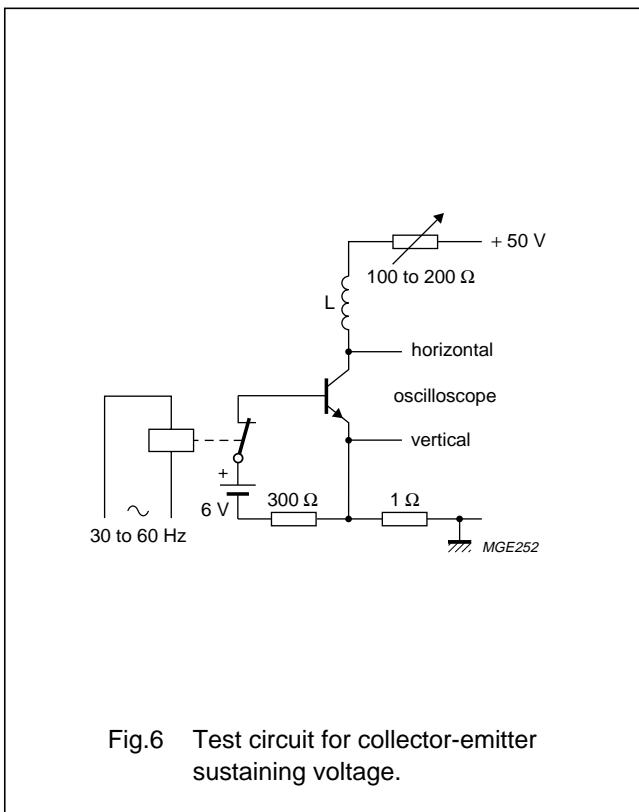 + 50 V
100 to 200 Ω
L
horizontal
oscilloscope
vertical
+
6 V
300 Ω
1 Ω
30 to 60 Hz
MGE252
Fig.6 Test circuit for collector-emitter
sustaining voltage.